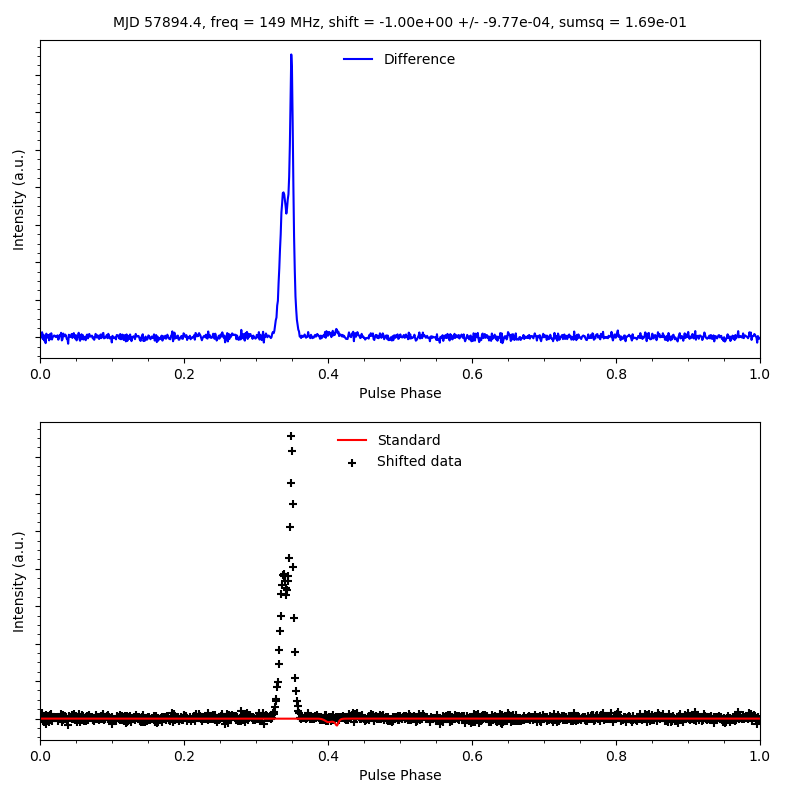 MJD 57894.4, freq = 149 MHz, shift = -1.00e+00 +/- -9.77e-04, sumsq = 1.69e-01
Difference
Intensity (a.u.)
0.0 0.2 0.4 0.6 0.8 1.0
Pulse Phase
Standard
Shifted data
Intensity (a.u.)
0.0 0.2 0.4 0.6 0.8 1.0
Pulse Phase